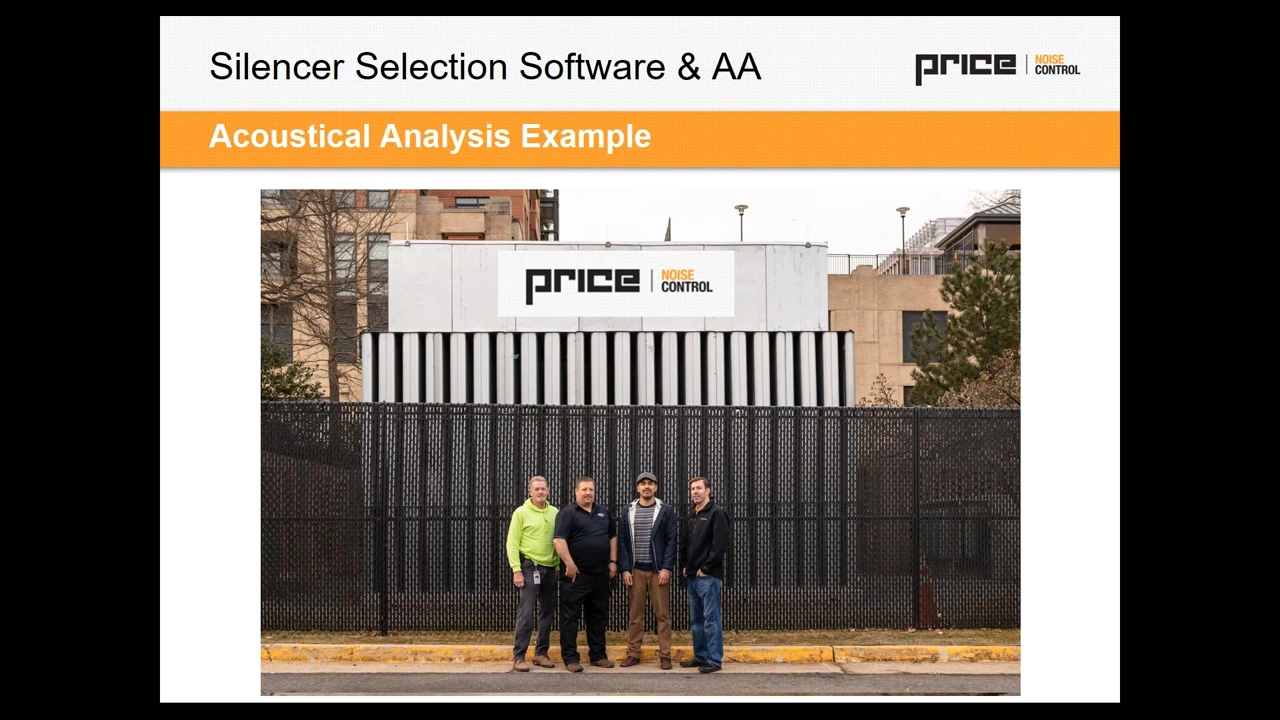 Silencer Selection Software & AA
price NOISE
CONTROL
Acoustical Analysis Example
price NOISE
CONTROL